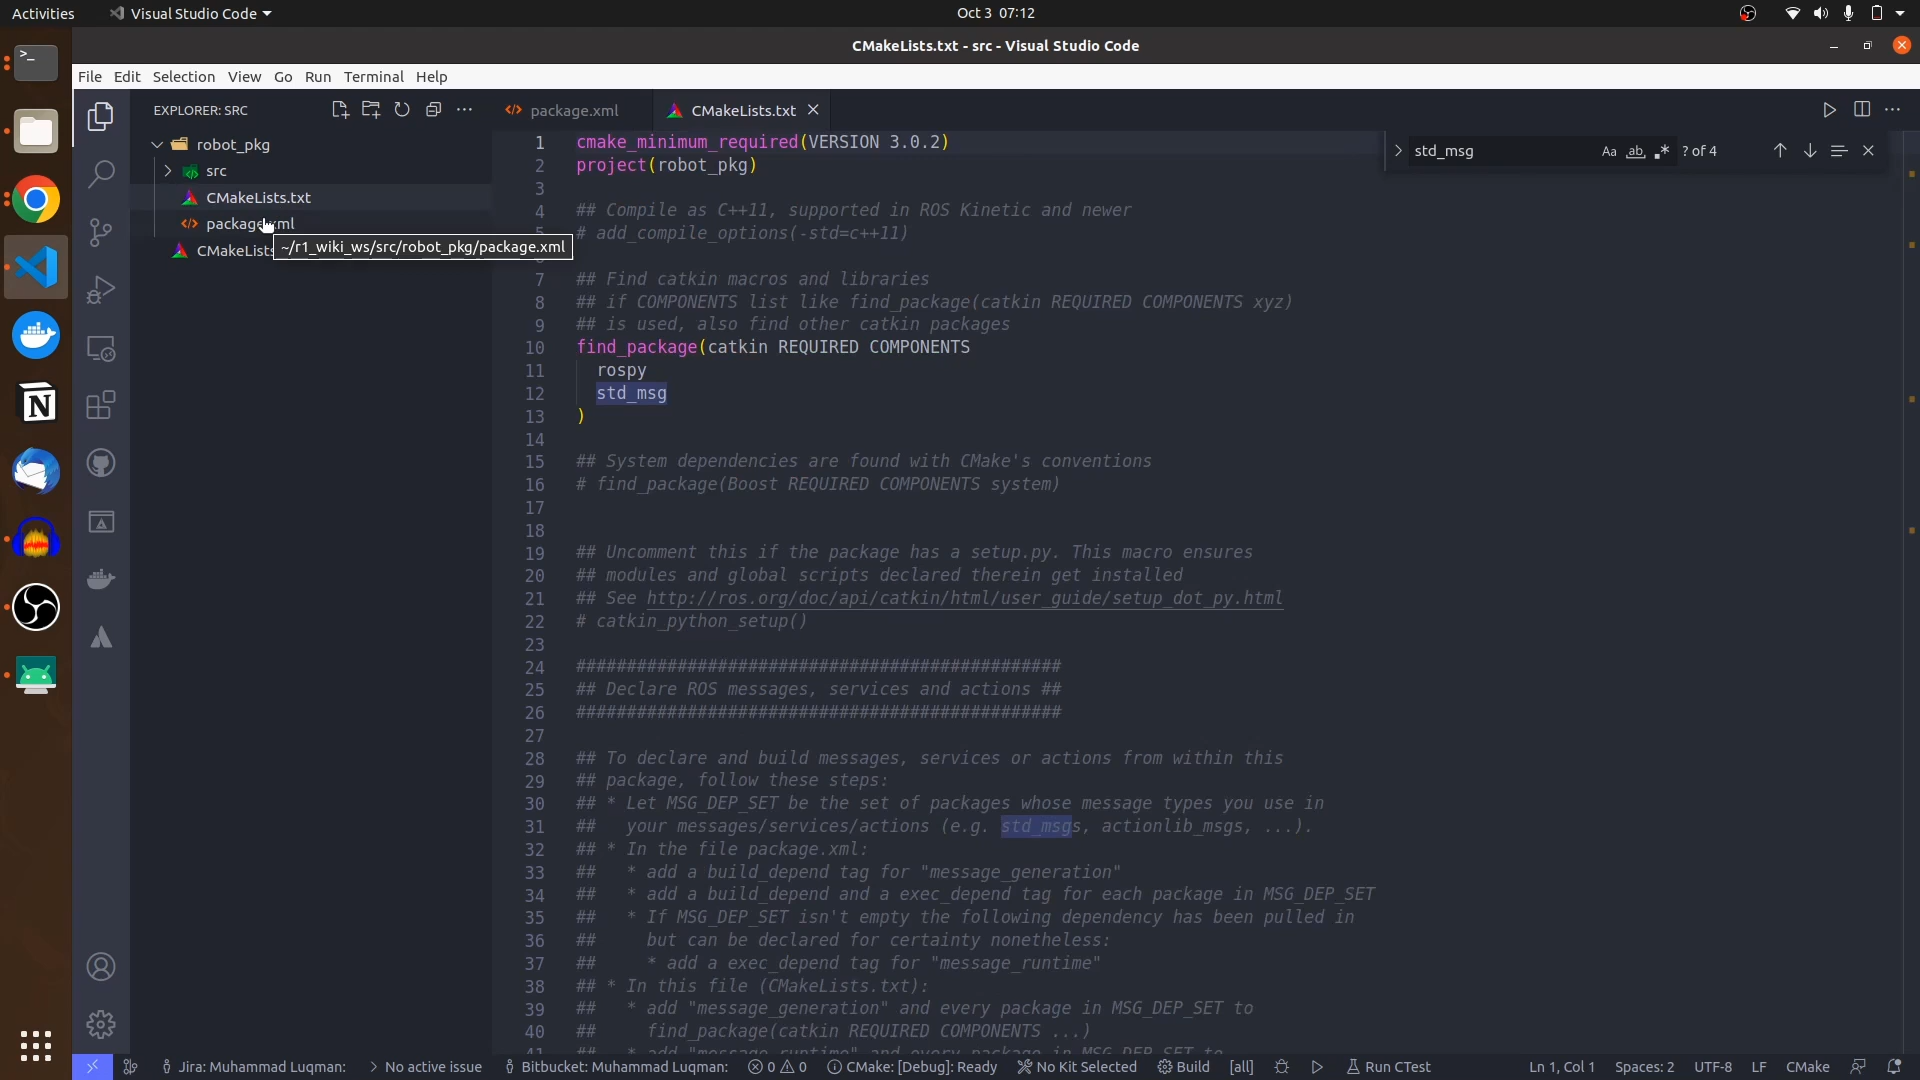 Activities
Visual Studio Code
Oct 3 07:12
CMakeLists.txt - src - Visual Studio Code
File Edit Selection View Go Run Terminal Help
EXPLORER: SRC
robot_pkg
src
CMakeLists.txt
package.xml
CMakeLists
~/r1_wiki_ws/src/robot_pkg/package.xml
package.xml
CMakeLists.txt
std_msg
Aa
ab
? of 4
1 cmake_minimum_required(VERSION 3.0.2)
2 project(robot_pkg)
3
4 ## Compile as C++11, supported in ROS Kinetic and newer
# add_compile_options(-std=c++11)
7 ## Find catkin macros and libraries
8 ## if COMPONENTS list like find_package(catkin REQUIRED COMPONENTS xyz)
9 ## is used, also find other catkin packages
10 find_package(catkin REQUIRED COMPONENTS
11 rospy
12 std_msg
13 )
14
15 ## System dependencies are found with CMake's conventions
16 # find_package(Boost REQUIRED COMPONENTS system)
17
18
19 ## Uncomment this if the package has a setup.py. This macro ensures
20 ## modules and global scripts declared therein get installed
21 ## See http://ros.org/doc/api/catkin/html/user_guide/setup_dot_py.html
22 # catkin_python_setup()
23
24 ################################################
25 ## Declare ROS messages, services and actions ##
26 ################################################
27
28 ## To declare and build messages, services or actions from within this
29 ## package, follow these steps:
30 ## * Let MSG_DEP_SET be the set of packages whose message types you use in
31 ## your messages/services/actions (e.g. std_msgs, actionlib_msgs, ...).
32 ## * In the file package.xml:
33 ## * add a build_depend tag for "message_generation"
34 ## * add a build_depend and a exec_depend tag for each package in MSG_DEP_SET
35 ## * If MSG_DEP_SET isn't empty the following dependency has been pulled in
36 ## but can be declared for certainty nonetheless:
37 ## * add a exec_depend tag for "message_runtime"
38 ## * In this file (CMakeLists.txt):
39 ## * add "message_generation" and every package in MSG_DEP_SET to
40 ## find_package(catkin REQUIRED COMPONENTS ...)
41 ## * add "message_runtime" and every package in MSG_DEP_SET to
Jira: Muhammad Luqman: No active issue Bitbucket: Muhammad Luqman: 0 0 CMake: [Debug]: Ready No Kit Selected Build [all] Run CTest Ln 1, Col 1 Spaces: 2 UTF-8 LF CMake